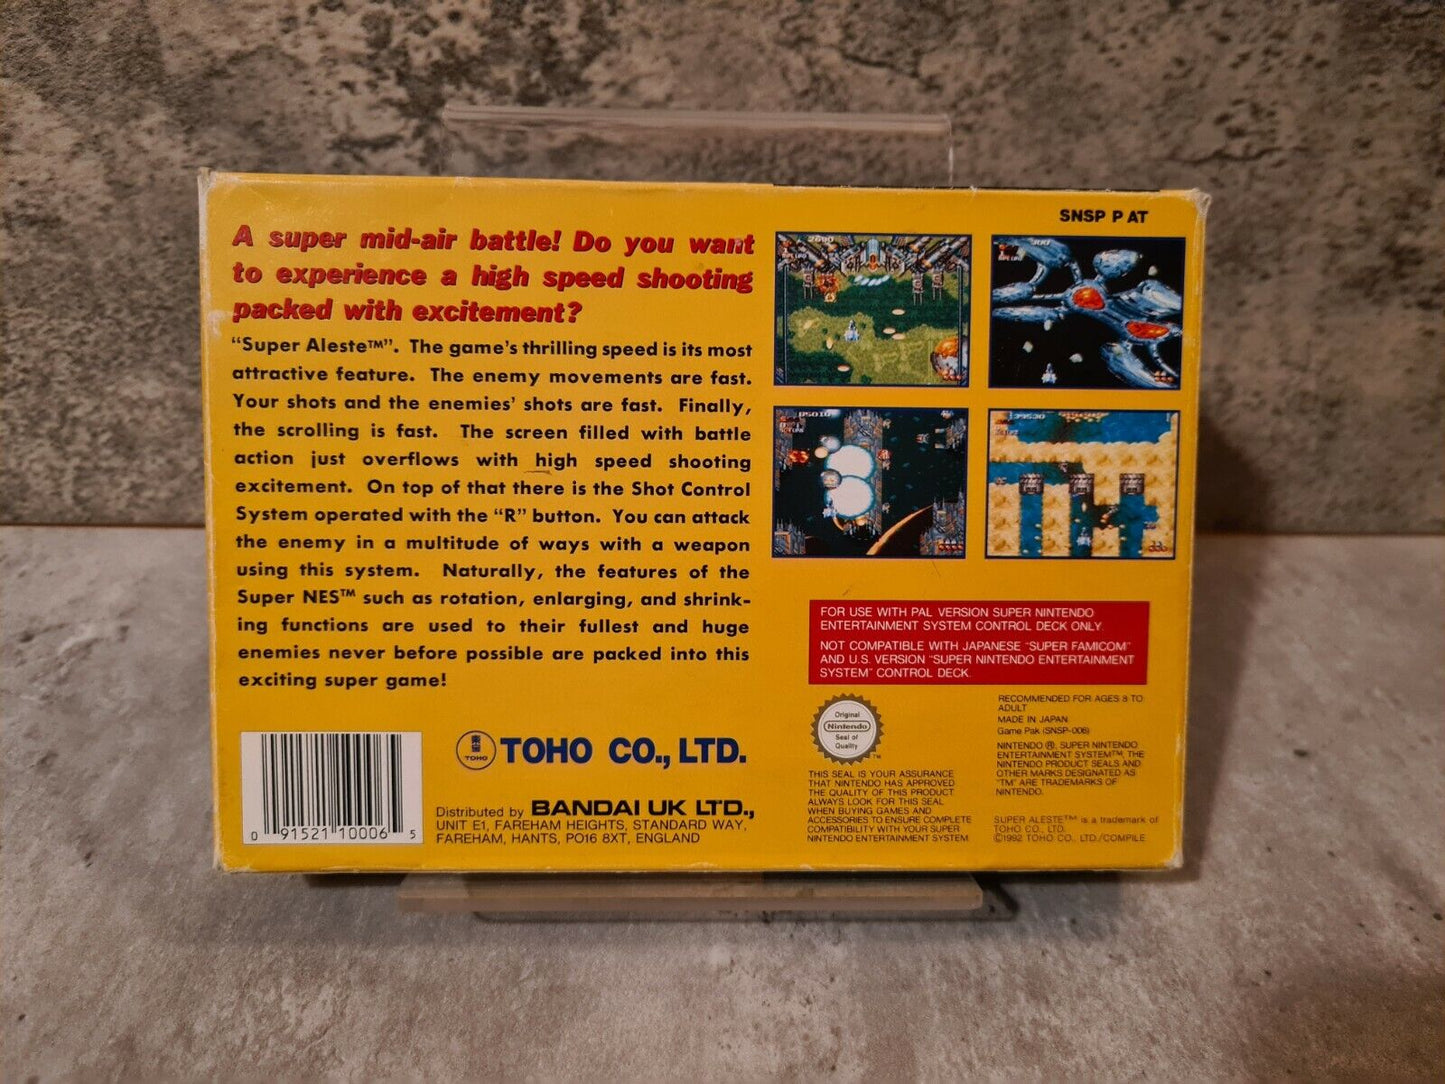 SNSP P AT
A super mid-air battle! Do you want
to experience a high speed shooting
packed with excitement?
"Super Aleste™". The game's thrilling speed is its most
attractive feature. The enemy movements are fast.
Your shots and the enemies' shots are fast. Finally,
the scrolling is fast. The screen filled with battle
action just overflows with high speed shooting
excitement. On top of that there is the Shot Control
System operated with the "R" button. You can attack
the enemy in a multitude of ways with a weapon
using this system. Naturally, the features of the
Super NES™ such as rotation, enlarging, and shrink-
ing functions are used to their fullest and huge
enemies never before possible are packed into this
exciting super game!
FOR USE WITH PAL VERSION SUPER NINTENDO
ENTERTAINMENT SYSTEM CONTROL DECK ONLY.
NOT COMPATIBLE WITH JAPANESE "SUPER FAMICOM"
AND U.S. VERSION "SUPER NINTENDO ENTERTAINMENT
SYSTEM" CONTROL DECK.
0 91521 10006 5
東宝
TOHO
TOHO CO., LTD.
Distributed by BANDAI UK LTD.,
UNIT E1, FAREHAM HEIGHTS, STANDARD WAY,
FAREHAM, HANTS, PO16 8XT, ENGLAND
Original
Nintendo
Seal of
Quality
™
THIS SEAL IS YOUR ASSURANCE
THAT NINTENDO HAS APPROVED
THE QUALITY OF THIS PRODUCT
ALWAYS LOOK FOR THIS SEAL
WHEN BUYING GAMES AND
ACCESSORIES TO ENSURE COMPLETE
COMPATIBILITY WITH YOUR SUPER
NINTENDO ENTERTAINMENT SYSTEM.
RECOMMENDED FOR AGES 8 TO
ADULT
MADE IN JAPAN
Game Pak (SNSP-006)
NINTENDO ®, SUPER NINTENDO
ENTERTAINMENT SYSTEM™, THE
NINTENDO PRODUCT SEALS AND
OTHER MARKS DESIGNATED AS
"TM" ARE TRADEMARKS OF
NINTENDO.
SUPER ALESTE™ is a trademark of
TOHO CO., LTD.
©1992 TOHO CO., LTD./COMPILE